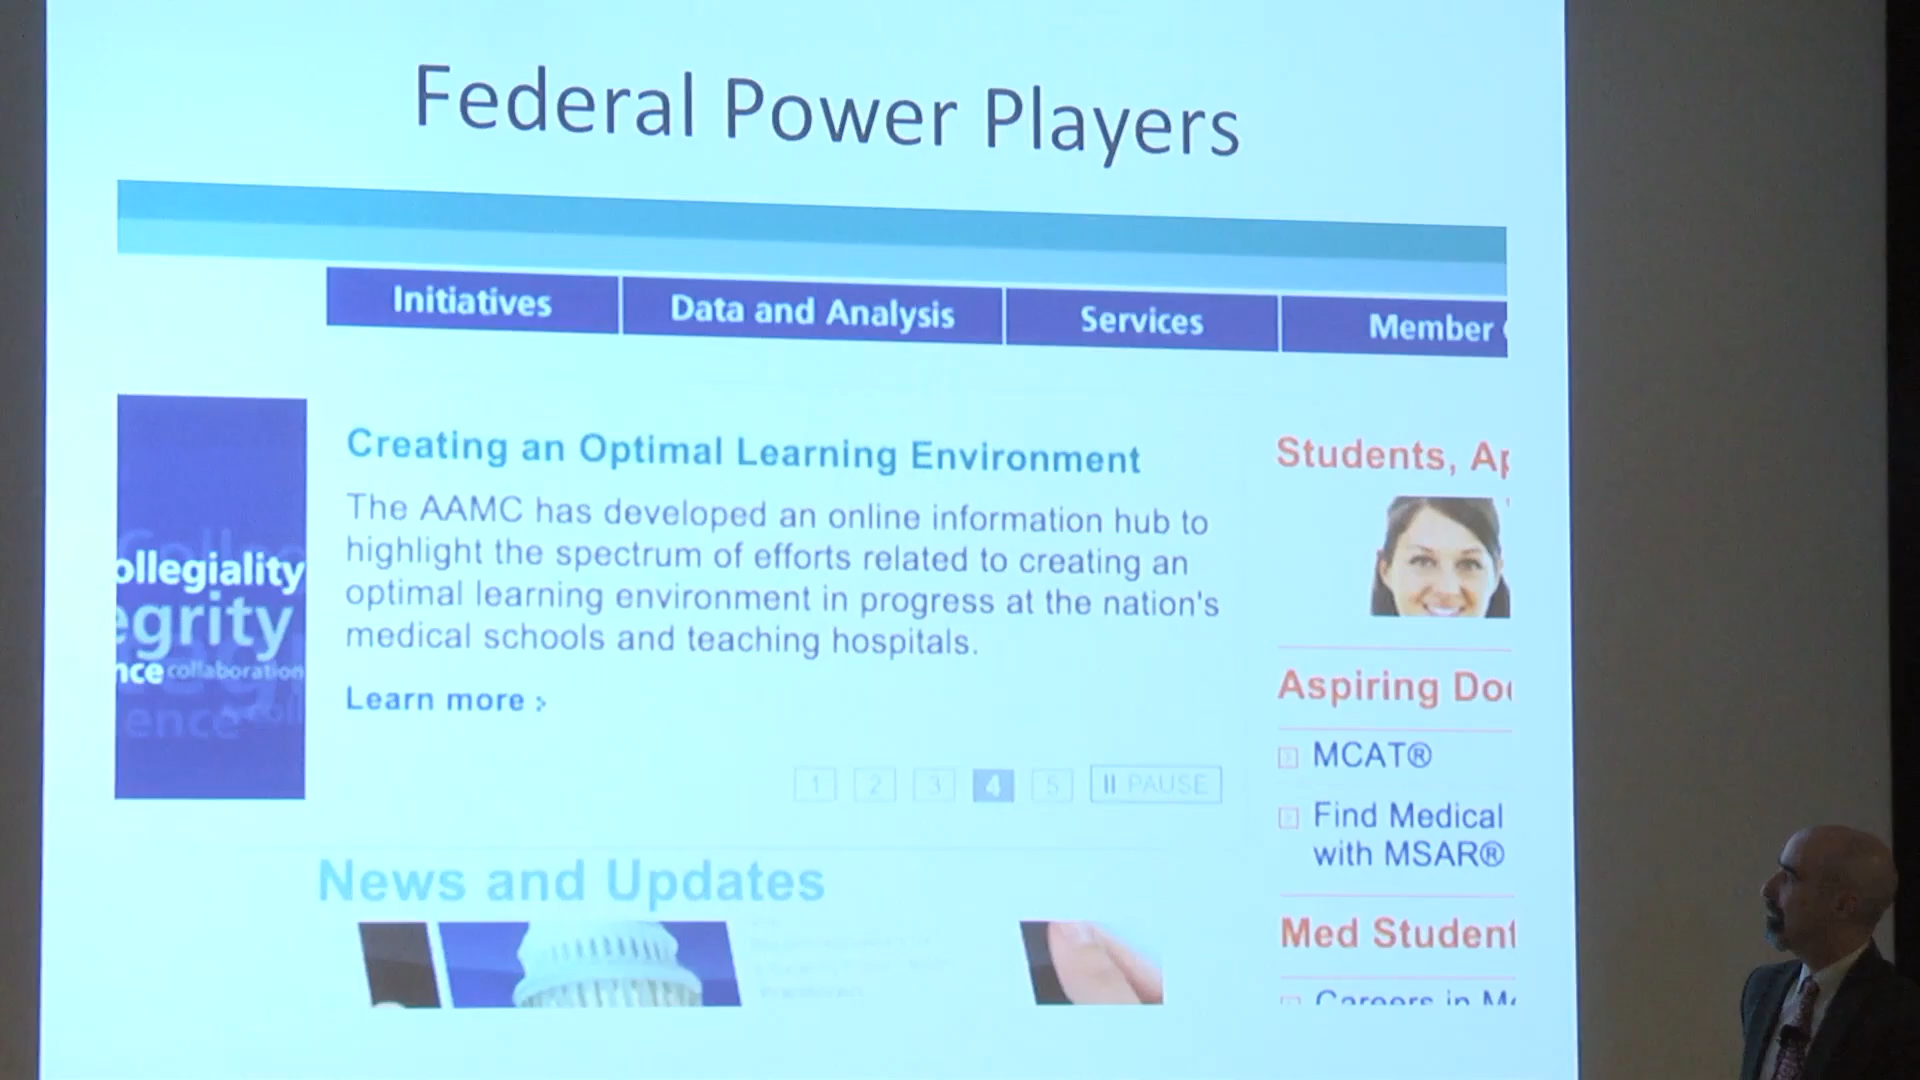 Federal Power Players
Initiatives
Data and Analysis
Services
Member
ollegiality
egrity
nce collaboration
ence
Creating an Optimal Learning Environment
The AAMC has developed an online information hub to
highlight the spectrum of efforts related to creating an
optimal learning environment in progress at the nation's
medical schools and teaching hospitals.
Learn more >
1 2 3 4 5 II PAUSE
News and Updates
Students, Ap
Aspiring Do
MCAT®
Find Medical
with MSAR®
Med Student
Careers in M